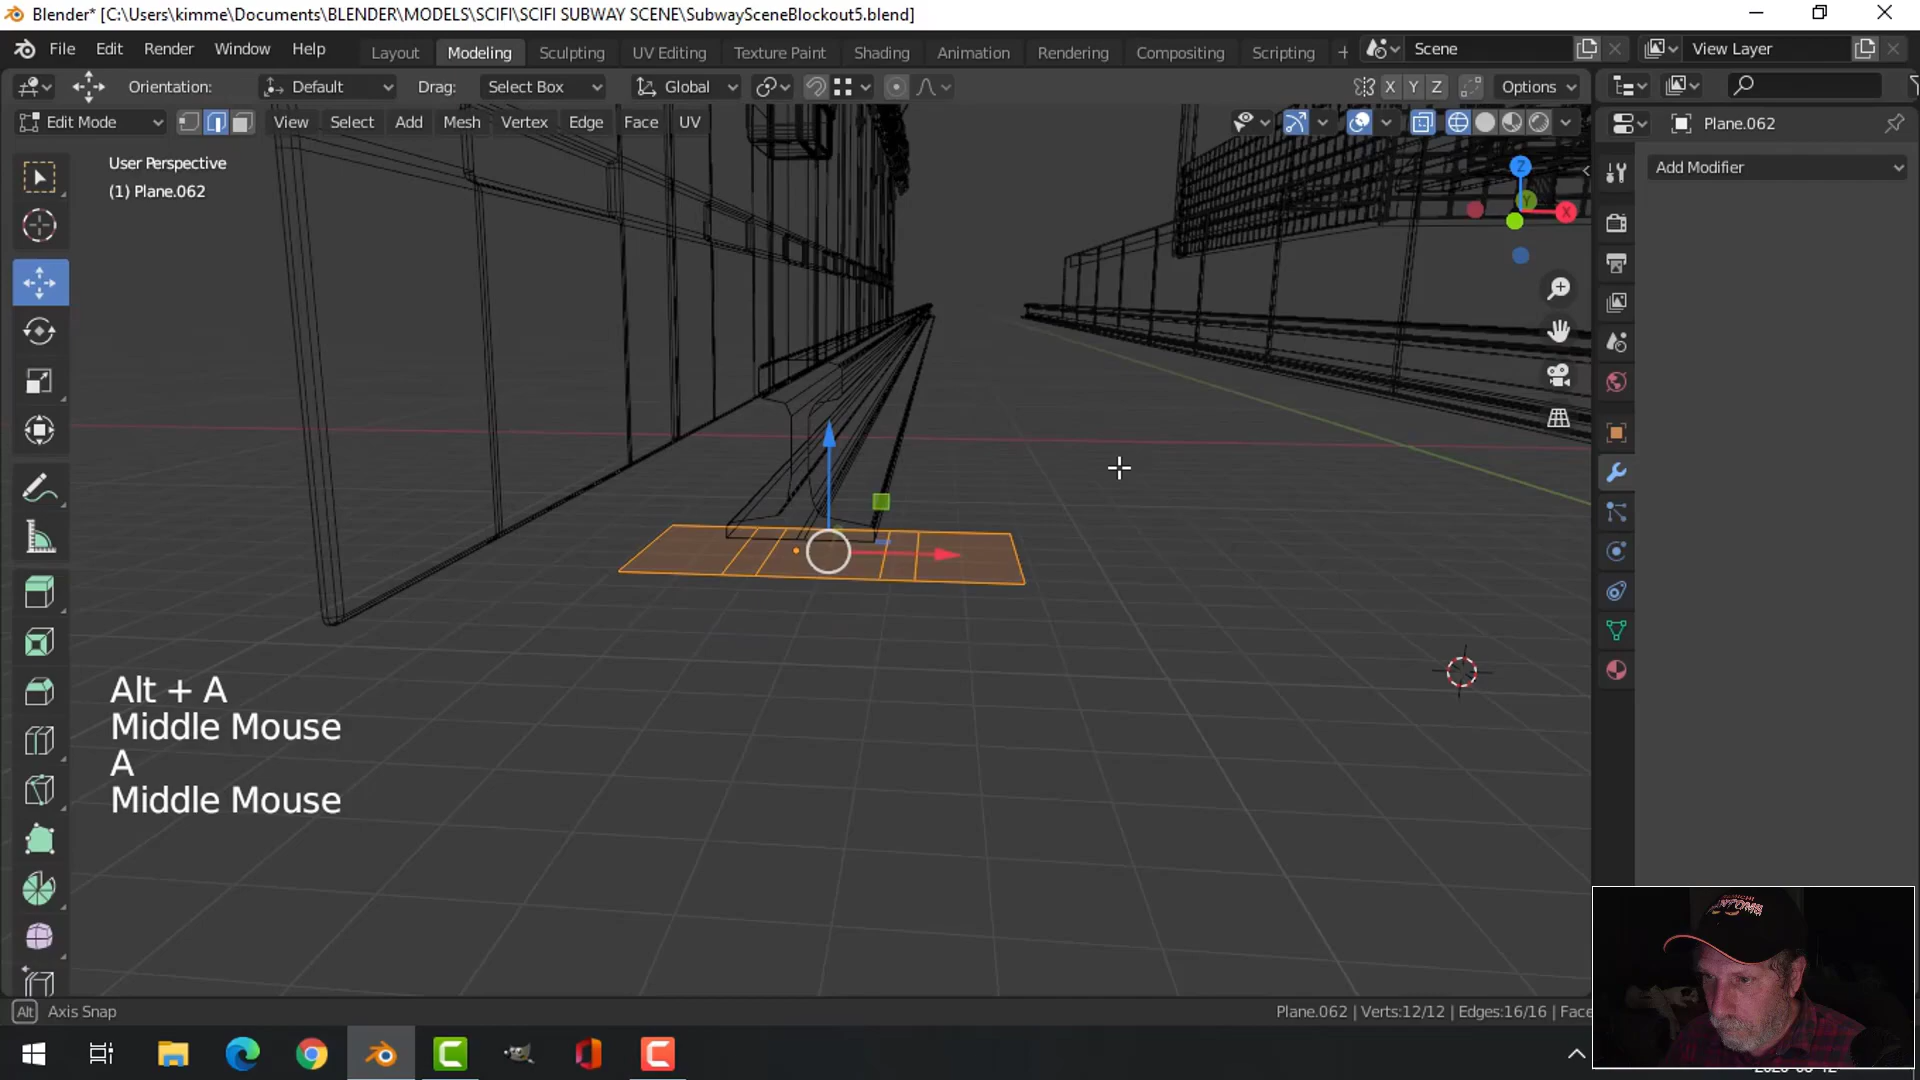 Blender* [C:\Users\kimme\Documents\BLENDER\MODELS\SCIFI\SCIFI SUBWAY SCENE\SubwaySceneBlockout5.blend]
File Edit Render Window Help
Layout Modeling Sculpting UV Editing Texture Paint Shading Animation Rendering Compositing Scripting + Scene View Layer
Orientation: Default Drag: Select Box Global X Y Z Options
Edit Mode View Select Add Mesh Vertex Edge Face UV
Plane.062
User Perspective
(1) Plane.062
Add Modifier
Z
Y
X
Alt + A
Middle Mouse
A
Middle Mouse
Alt Axis Snap
Plane.062 | Verts:12/12 | Edges:16/16 | Face